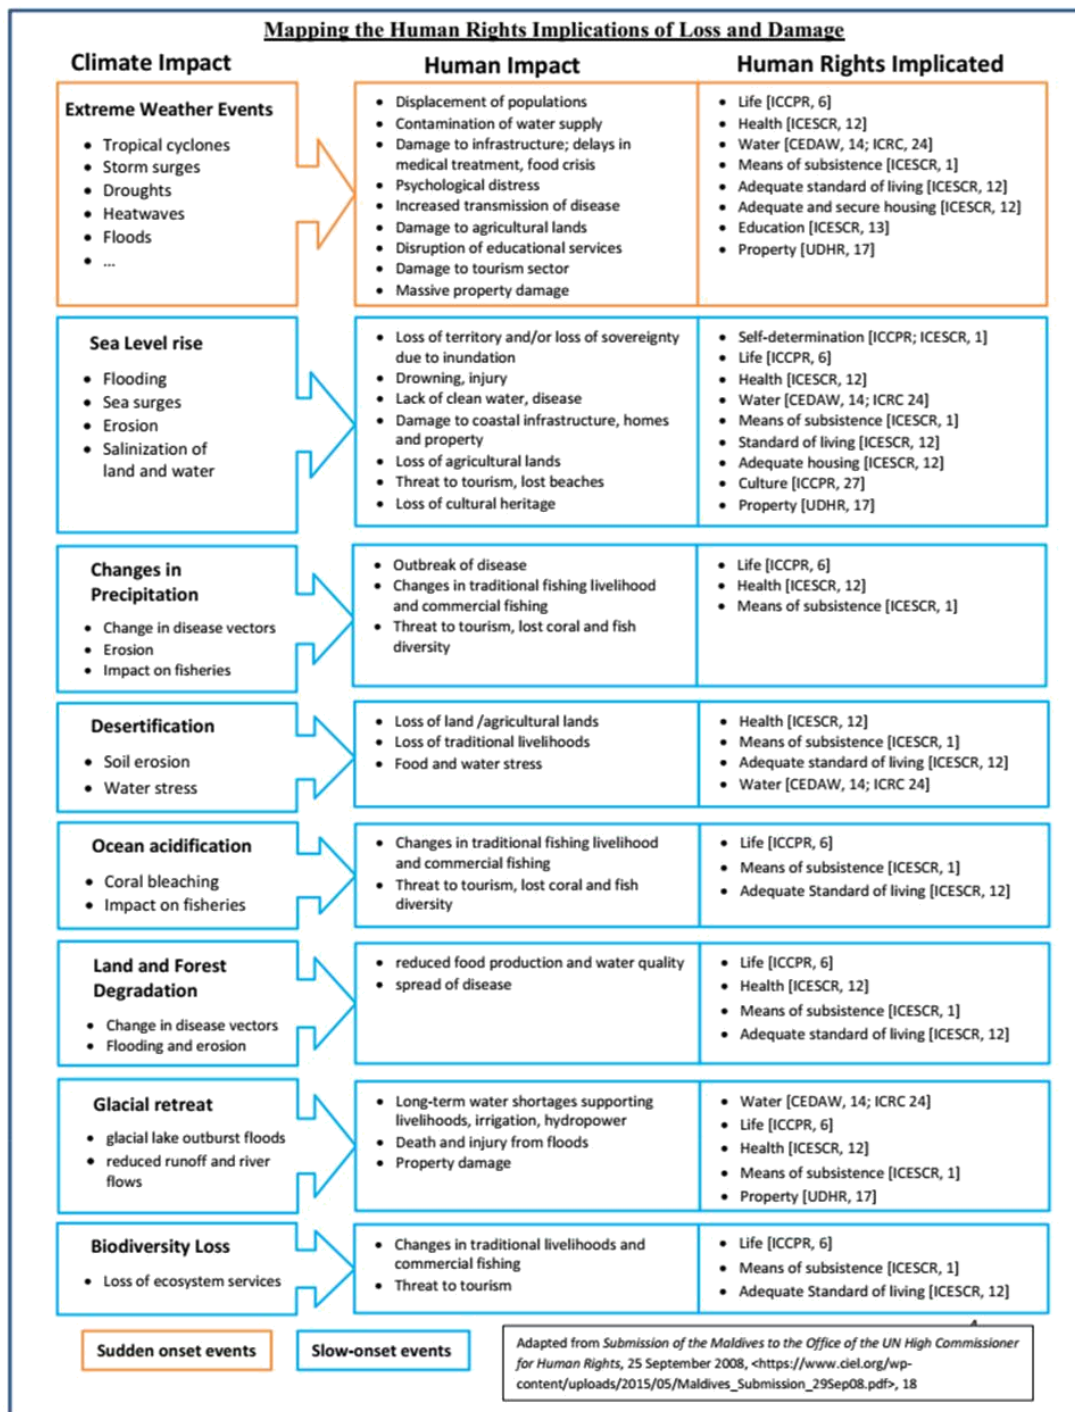 Mapping the Human Rights Implications of Loss and Damage
Climate Impact
Human Impact
Human Rights Implicated
Extreme Weather Events
• Tropical cyclones
• Storm surges
• Droughts
• Heatwaves
• Floods
• ...
• Displacement of populations
• Contamination of water supply
• Damage to infrastructure; delays in
medical treatment, food crisis
• Psychological distress
• Increased transmission of disease
• Damage to agricultural lands
• Disruption of educational services
• Damage to tourism sector
• Massive property damage
• Life [ICCPR, 6]
• Health [ICESCR, 12]
• Water [CEDAW, 14; ICRC, 24]
• Means of subsistence [ICESCR, 1]
• Adequate standard of living [ICESCR, 12]
• Adequate and secure housing [ICESCR, 12]
• Education [ICESCR, 13]
• Property [UDHR, 17]
Sea Level rise
• Flooding
• Sea surges
• Erosion
• Salinization of
land and water
• Loss of territory and/or loss of sovereignty
due to inundation
• Drowning, injury
• Lack of clean water, disease
• Damage to coastal infrastructure, homes
and property
• Loss of agricultural lands
• Threat to tourism, lost beaches
• Loss of cultural heritage
• Self-determination [ICCPR; ICESCR, 1]
• Life [ICCPR, 6]
• Health [ICESCR, 12]
• Water [CEDAW, 14; ICRC 24]
• Means of subsistence [ICESCR, 1]
• Standard of living [ICESCR, 12]
• Adequate housing [ICESCR, 12]
• Culture [ICCPR, 27]
• Property [UDHR, 17]
Changes in
Precipitation
• Change in disease vectors
• Erosion
• Impact on fisheries
• Outbreak of disease
• Changes in traditional fishing livelihood
and commercial fishing
• Threat to tourism, lost coral and fish
diversity
• Life [ICCPR, 6]
• Health [ICESCR, 12]
• Means of subsistence [ICESCR, 1]
Desertification
• Soil erosion
• Water stress
• Loss of land /agricultural lands
• Loss of traditional livelihoods
• Food and water stress
• Health [ICESCR, 12]
• Means of subsistence [ICESCR, 1]
• Adequate standard of living [ICESCR, 12]
• Water [CEDAW, 14; ICRC 24]
Ocean acidification
• Coral bleaching
• Impact on fisheries
• Changes in traditional fishing livelihood
and commercial fishing
• Threat to tourism, lost coral and fish
diversity
• Life [ICCPR, 6]
• Means of subsistence [ICESCR, 1]
• Adequate Standard of living [ICESCR, 12]
Land and Forest
Degradation
• Change in disease vectors
• Flooding and erosion
• reduced food production and water quality
• spread of disease
• Life [ICCPR, 6]
• Health [ICESCR, 12]
• Means of subsistence [ICESCR, 1]
• Adequate standard of living [ICESCR, 12]
Glacial retreat
• glacial lake outburst floods
• reduced runoff and river
flows
• Long-term water shortages supporting
livelihoods, irrigation, hydropower
• Death and injury from floods
• Property damage
• Water [CEDAW, 14; ICRC 24]
• Life [ICCPR, 6]
• Health [ICESCR, 12]
• Means of subsistence [ICESCR, 1]
• Property [UDHR, 17]
Biodiversity Loss
• Loss of ecosystem services
• Changes in traditional livelihoods and
commercial fishing
• Threat to tourism
• Life [ICCPR, 6]
• Means of subsistence [ICESCR, 1]
• Adequate Standard of living [ICESCR, 12]
Sudden onset events
Slow-onset events
Adapted from Submission of the Maldives to the Office of the UN High Commissioner
for Human Rights, 25 September 2008, <https://www.ciel.org/wp-
content/uploads/2015/05/Maldives_Submission_29Sep08.pdf>, 18